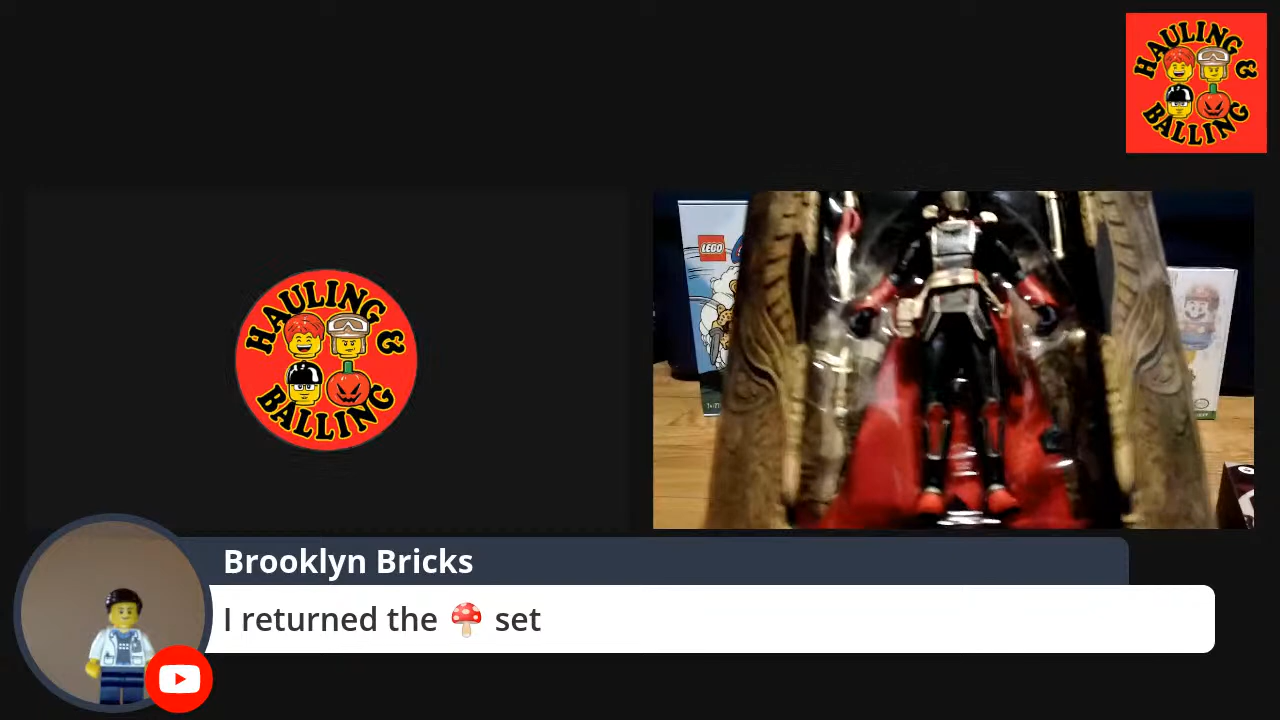 HAULING &
BALLING
HAULING &
BALLING
LEGO
Brooklyn Bricks
I returned the 🍄 set